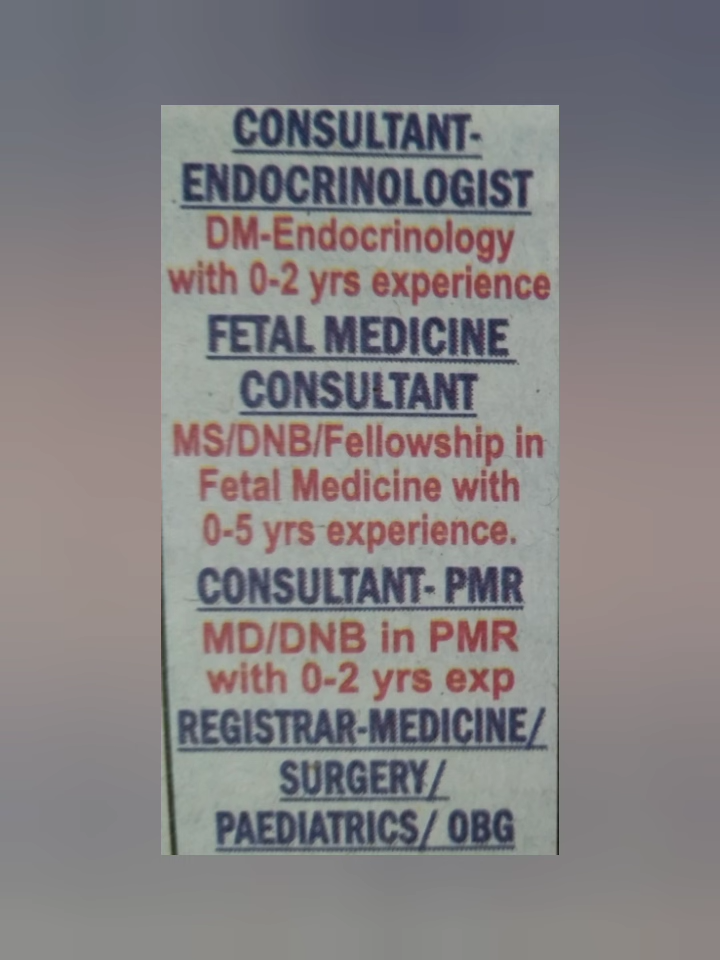 CONSULTANT-
ENDOCRINOLOGIST
DM-Endocrinology
with 0-2 yrs experience
FETAL MEDICINE
CONSULTANT
MS/DNB/Fellowship in
Fetal Medicine with
0-5 yrs experience.
CONSULTANT- PMR
MD/DNB in PMR
with 0-2 yrs exp
REGISTRAR-MEDICINE/
SURGERY/
PAEDIATRICS/ OBG